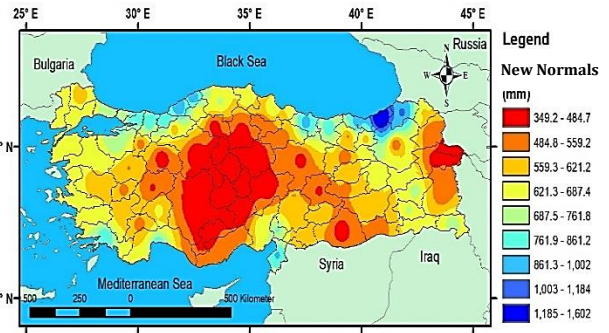 25° E
30° E
35° E
40° E
45° E
Bulgaria
Black Sea
Russia
N
W
E
S
° N
° N
Syria
Iraq
Mediterranean Sea
500 250 0 500 Kilometer
Legend
New Normals
(mm)
349.2 - 484.7
484.8 - 559.2
559.3 - 621.2
621.3 - 687.4
687.5 - 761.8
761.9 - 861.2
861.3 - 1,002
1,003 - 1,184
1,185 - 1,602